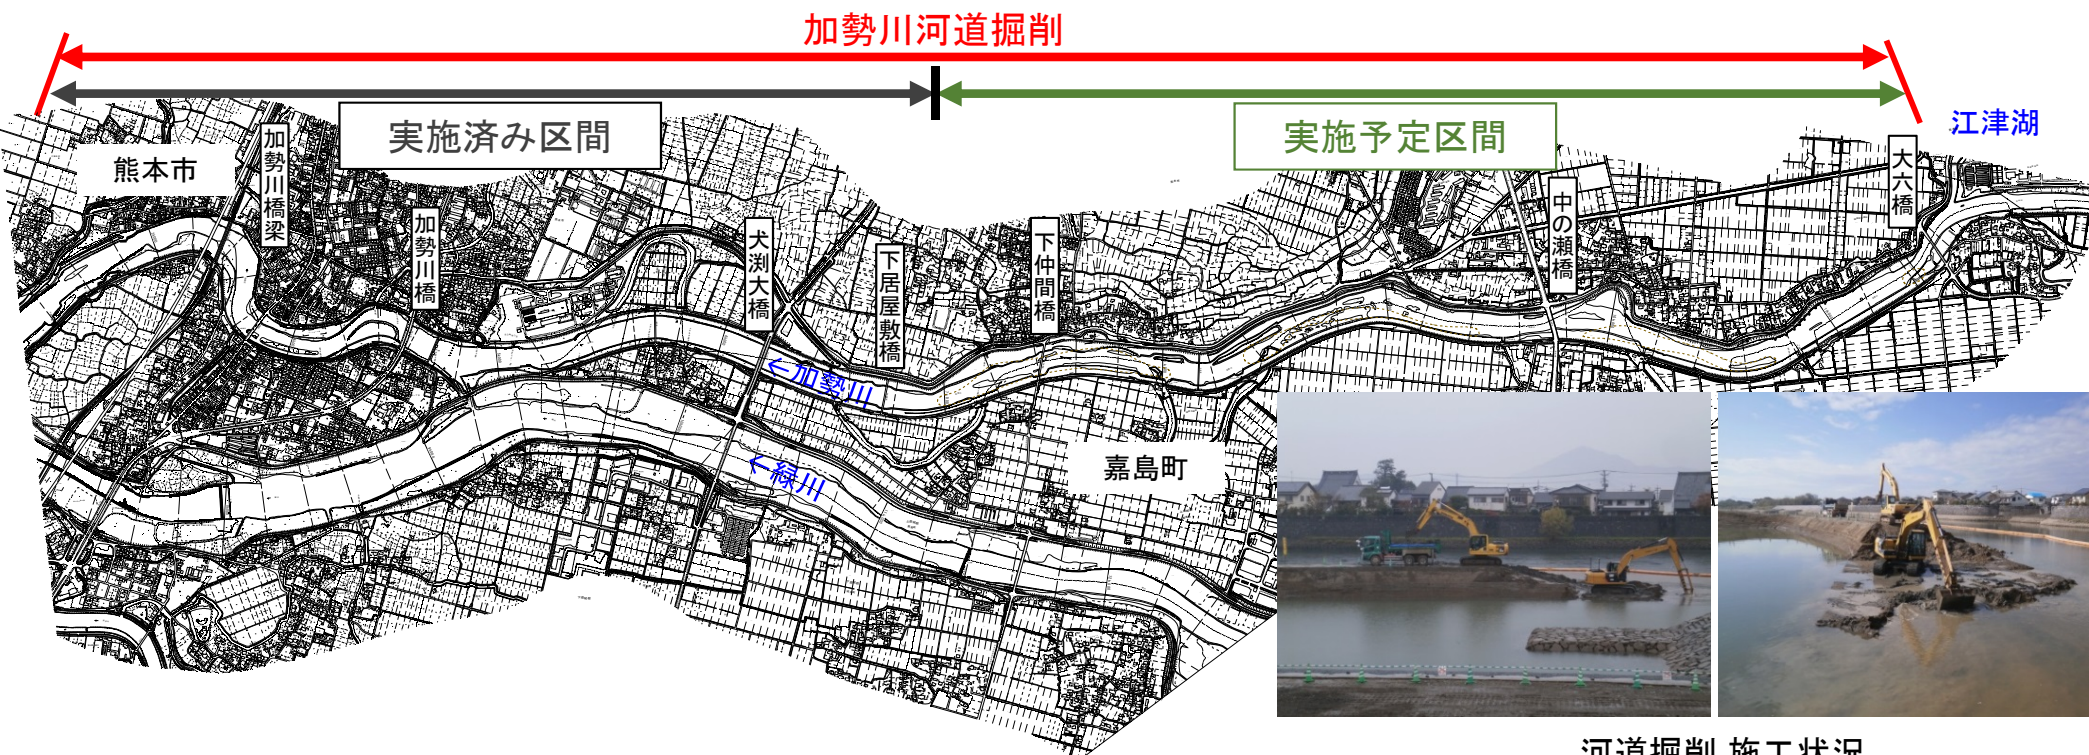 加勢川河道掘削
実施済み区間
実施予定区間
江津湖
熊本市
加勢川橋梁
加勢川橋
犬渕大橋
下居屋敷橋
下仲間橋
中の瀬橋
大六橋
←加勢川
←緑川
嘉島町
河道掘削 施工状況